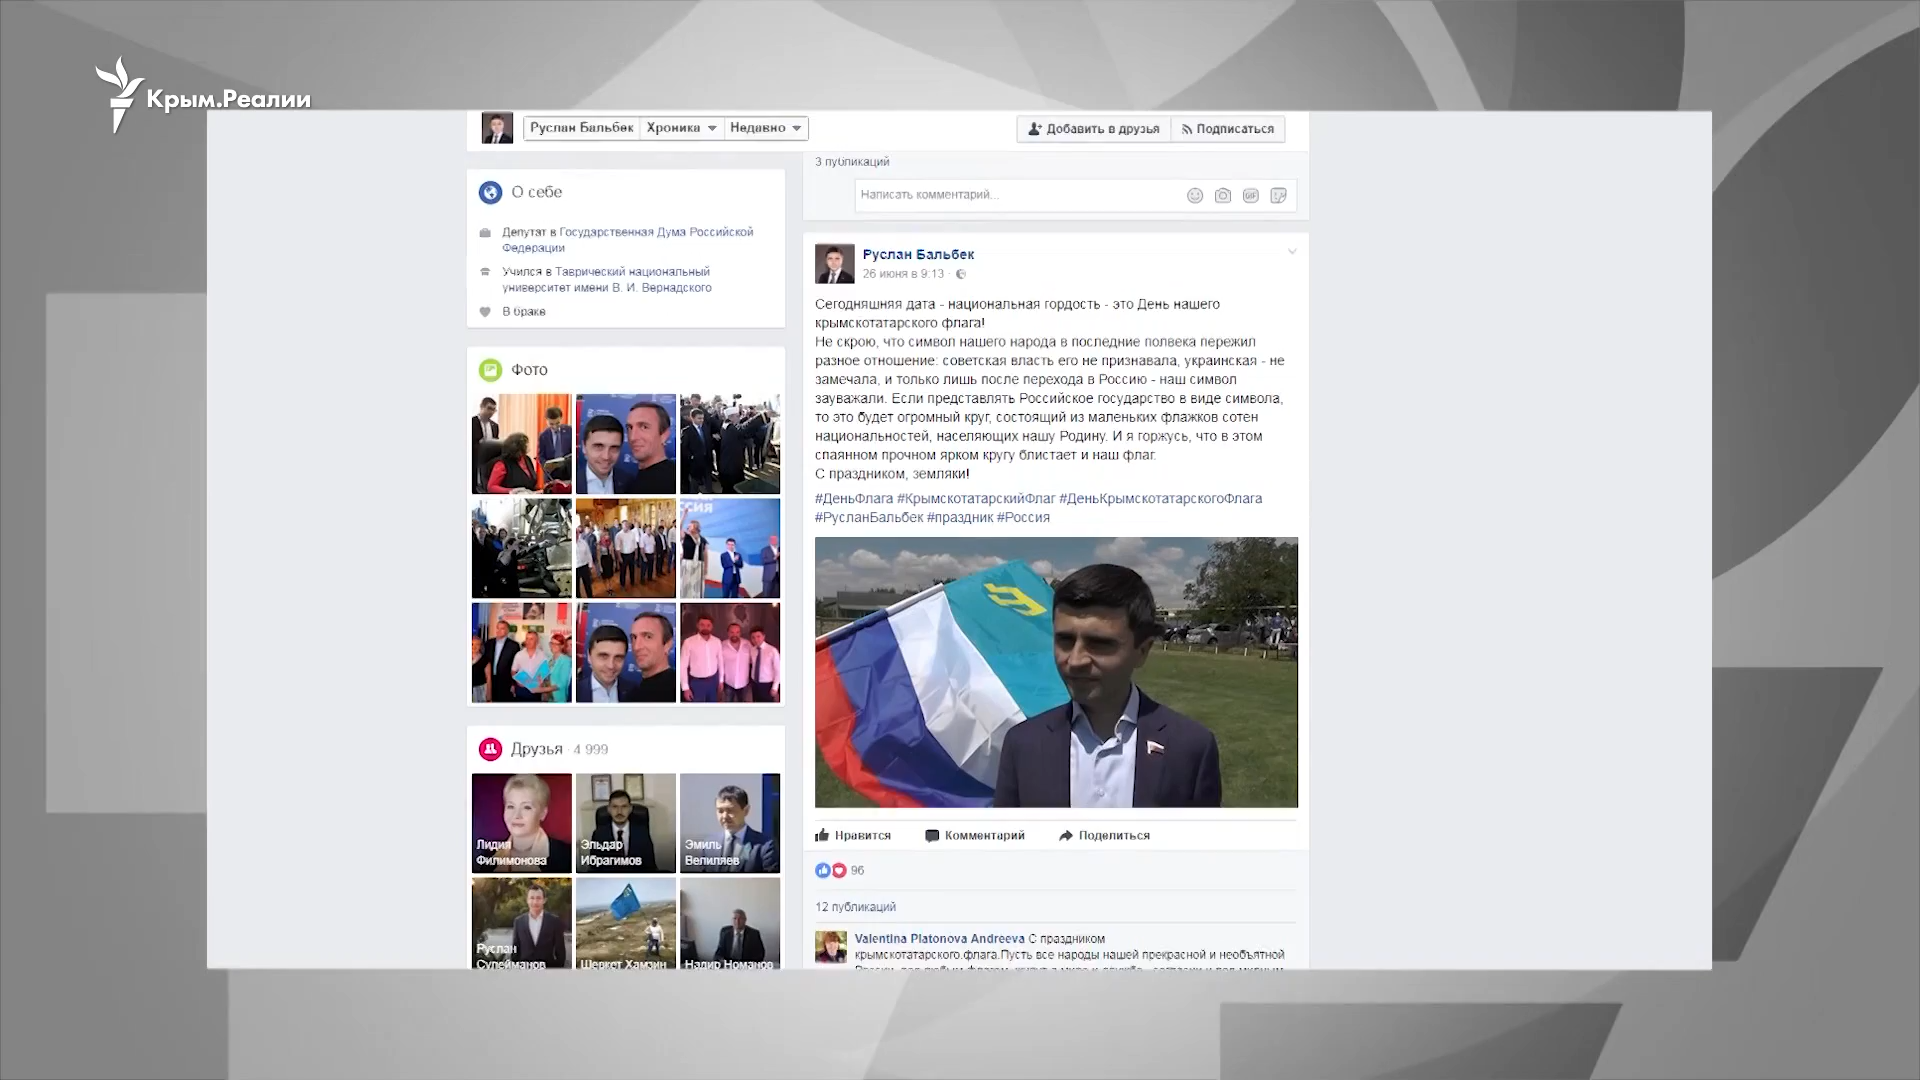 Крым.Реалии
Руслан Бальбек Хроника Недавно
Добавить в друзья Подписаться
О себе
Депутат в Государственная Дума Российской
Федерации
Учился в Таврический национальный
университет имени В. И. Вернадского
В браке
Фото
Друзья · 4 999
Лидия
Филимонова
Эльдар
Ибрагимов
Эмиль
Велиляев
Руслан
Сулейманов
Шевкет Хамзин
Надир Номанов
3 публикаций
Написать комментарий...
GIF
Руслан Бальбек
26 июня в 9:13 ·
Сегодняшняя дата - национальная гордость - это День нашего
крымскотатарского флага!
Не скрою, что символ нашего народа в последние полвека пережил
разное отношение: советская власть его не признавала, украинская - не
замечала, и только лишь после перехода в Россию - наш символ
зауважали. Если представлять Российское государство в виде символа,
то это будет огромный круг, состоящий из маленьких флажков сотен
национальностей, населяющих нашу Родину. И я горжусь, что в этом
спаянном прочном ярком кругу блистает и наш флаг.
С праздником, земляки!
#ДеньФлага #КрымскотатарскийФлаг #ДеньКрымскотатарскогоФлага
#РусланБальбек #праздник #Россия
Нравится Комментарий Поделиться
96
12 публикаций
Valentina Platonova Andreeva С праздником
крымскотатарского.флага.Пусть все народы нашей прекрасной и необъятной